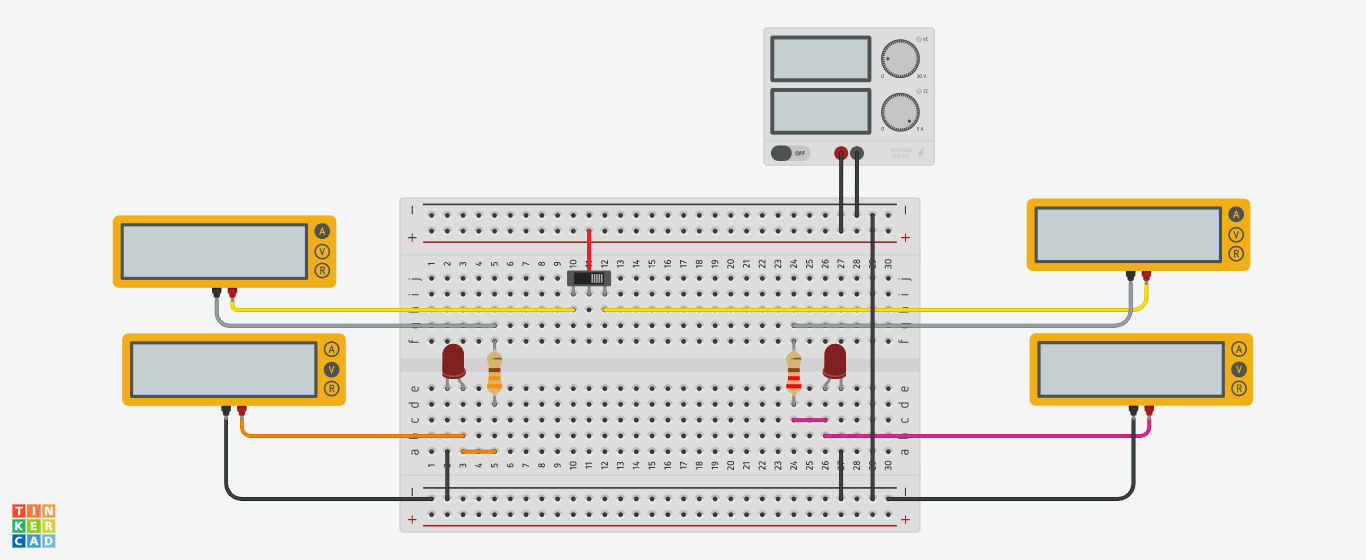 VC
0 30 V
CC
0 5 A
OFF
VOLTAGE
SUPPLY
A
V
R
A
V
R
− −
+ +
1 2 3 4 5 6 7 8 9 10 11 12 13 14 15 16 17 18 19 20 21 22 23 24 25 26 27 28 29 30
j j
i i
h h
g g
f f
A
V
R
A
V
R
e e
d d
c c
b b
a a
1 2 3 4 5 6 7 8 9 10 11 12 13 14 15 16 17 18 19 20 21 22 23 24 25 26 27 28 29 30
− −
+ +
TIN
KER
CAD